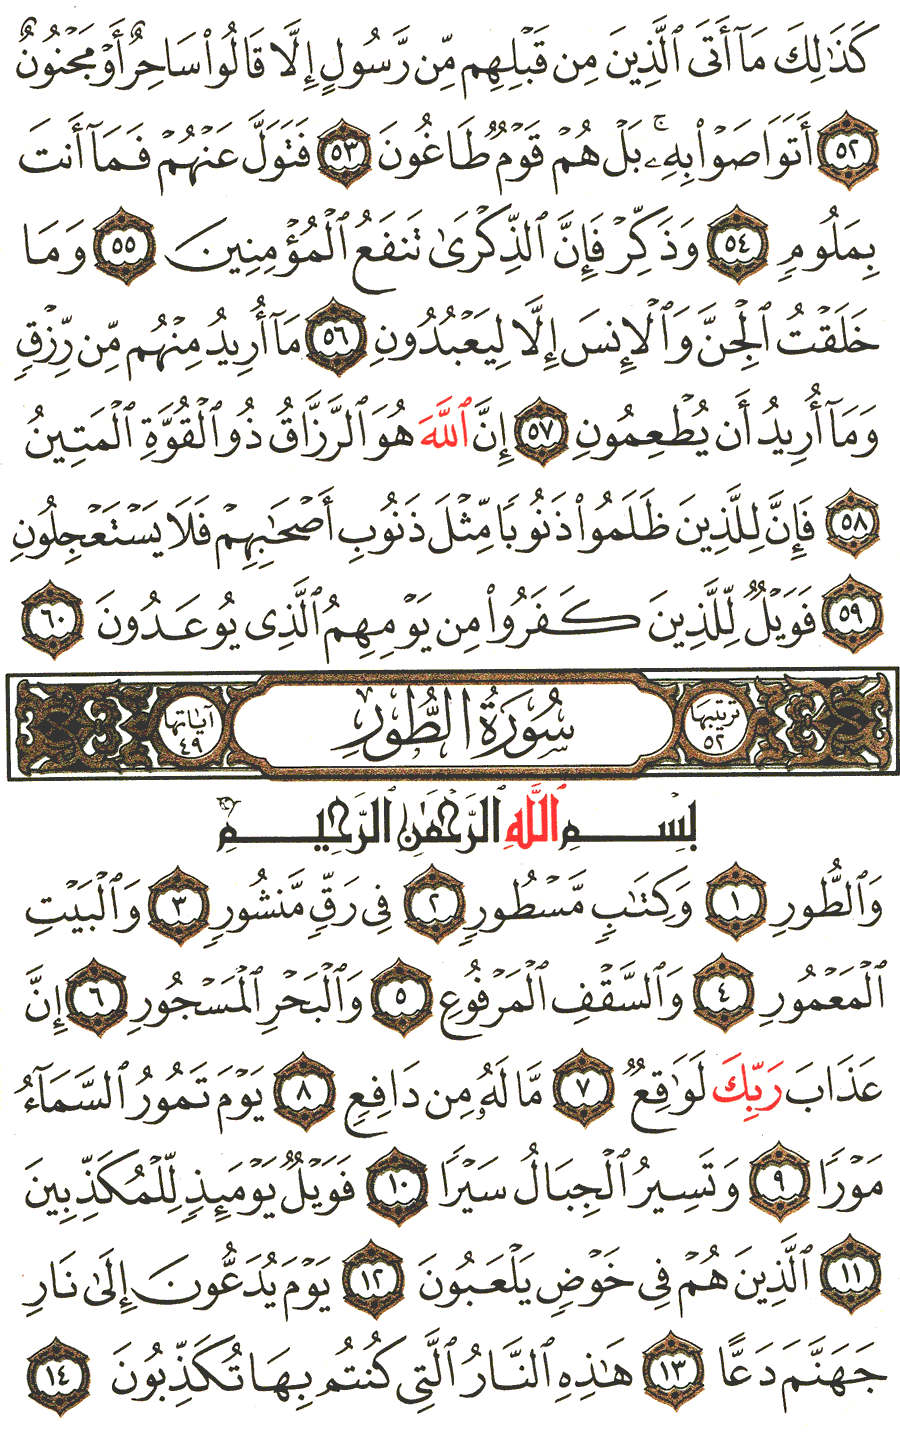 كَذَٰلِكَ مَآ أَتَى ٱلَّذِينَ مِن قَبْلِهِم مِّن رَّسُولٍ إِلَّا قَالُوا۟ سَاحِرٌ أَوْ مَجْنُونٌ
٥٢ أَتَوَاصَوْا۟ بِهِۦ ۚ بَلْ هُمْ قَوْمٌ طَاغُونَ ٥٣ فَتَوَلَّ عَنْهُمْ فَمَآ أَنتَ
بِمَلُومٍ ٥٤ وَذَكِّرْ فَإِنَّ ٱلذِّكْرَىٰ تَنفَعُ ٱلْمُؤْمِنِينَ ٥٥ وَمَا
خَلَقْتُ ٱلْجِنَّ وَٱلْإِنسَ إِلَّا لِيَعْبُدُونِ ٥٦ مَآ أُرِيدُ مِنْهُم مِّن رِّزْقٍ
وَمَآ أُرِيدُ أَن يُطْعِمُونِ ٥٧ إِنَّ ٱللَّهَ هُوَ ٱلرَّزَّاقُ ذُو ٱلْقُوَّةِ ٱلْمَتِينُ
٥٨ فَإِنَّ لِلَّذِينَ ظَلَمُوا۟ ذَنُوبًا مِّثْلَ ذَنُوبِ أَصْحَٰبِهِمْ فَلَا يَسْتَعْجِلُونِ
٥٩ فَوَيْلٌ لِّلَّذِينَ كَفَرُوا۟ مِن يَوْمِهِمُ ٱلَّذِى يُوعَدُونَ ٦٠
ترتيبها ٥٢ سُورَةُ الطُّورِ آياتها ٤٩
بِسْمِ ٱللَّهِ ٱلرَّحْمَٰنِ ٱلرَّحِيمِ
وَٱلطُّورِ ١ وَكِتَٰبٍ مَّسْطُورٍ ٢ فِى رَقٍّ مَّنشُورٍ ٣ وَٱلْبَيْتِ
ٱلْمَعْمُورِ ٤ وَٱلسَّقْفِ ٱلْمَرْفُوعِ ٥ وَٱلْبَحْرِ ٱلْمَسْجُورِ ٦ إِنَّ
عَذَابَ رَبِّكَ لَوَٰقِعٌ ٧ مَّا لَهُۥ مِن دَافِعٍ ٨ يَوْمَ تَمُورُ ٱلسَّمَآءُ
مَوْرًا ٩ وَتَسِيرُ ٱلْجِبَالُ سَيْرًا ١٠ فَوَيْلٌ يَوْمَئِذٍ لِّلْمُكَذِّبِينَ
١١ ٱلَّذِينَ هُمْ فِى خَوْضٍ يَلْعَبُونَ ١٢ يَوْمَ يُدَعُّونَ إِلَىٰ نَارِ
جَهَنَّمَ دَعًّا ١٣ هَٰذِهِ ٱلنَّارُ ٱلَّتِى كُنتُم بِهَا تُكَذِّبُونَ ١٤